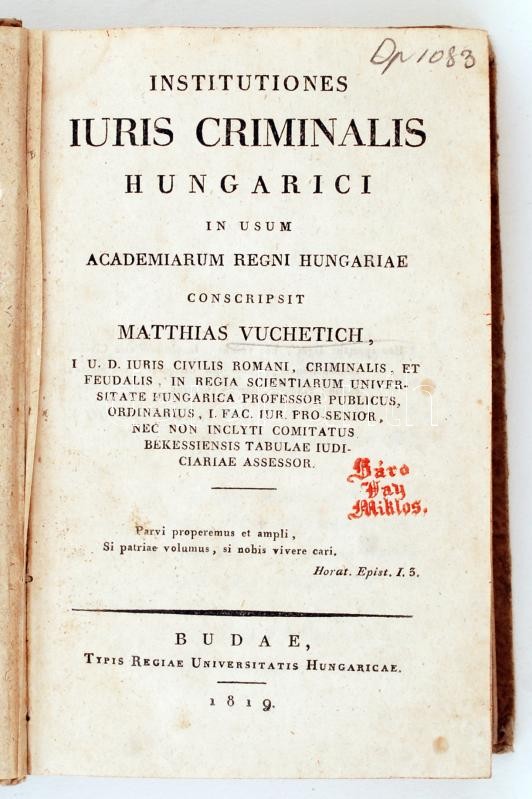 Dp 1083
INSTITUTIONES
IURIS CRIMINALIS
HUNGARICI
IN USUM
ACADEMIARUM REGNI HUNGARIAE
CONSCRIPSIT
MATTHIAS VUCHETICH,
I U. D. IURIS CIVILIS ROMANI, CRIMINALIS, ET
FEUDALIS, IN REGIA SCIENTIARUM UNIVER-
SITATE HUNGARICA PROFESSOR PUBLICUS,
ORDINARIUS, I. FAC. IUR. PRO-SENIOR,
NEC NON INCLYTI COMITATUS
BEKESSIENSIS TABULAE IUDI-
CIARIAE ASSESSOR.
Báro
Vay
Miklos.
Parvi properemus et ampli,
Si patriae volumus, si nobis vivere cari.
Horat. Epist. I. 3.
BUDAE,
TYPIS REGIAE UNIVERSITATIS HUNGARICAE.
1819.